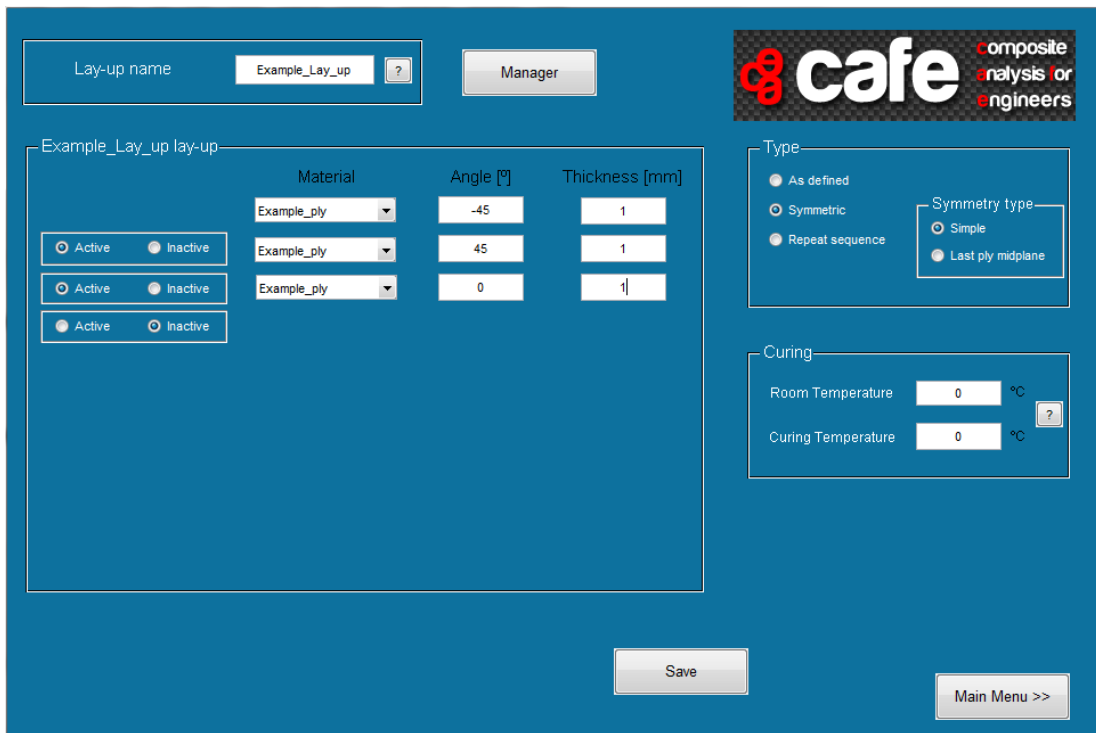 Lay-up name
Example_Lay_up
?
Manager
cafe
composite
analysis for
engineers
Example_Lay_up lay-up
Material Angle [º] Thickness [mm]
Example_ply -45 1
Active Inactive Example_ply 45 1
Active Inactive Example_ply 0 1
Active Inactive
Type
As defined
Symmetric
Repeat sequence
Symmetry type
Simple
Last ply midplane
Curing
Room Temperature 0 ºC
?
Curing Temperature 0 ºC
Save
Main Menu >>